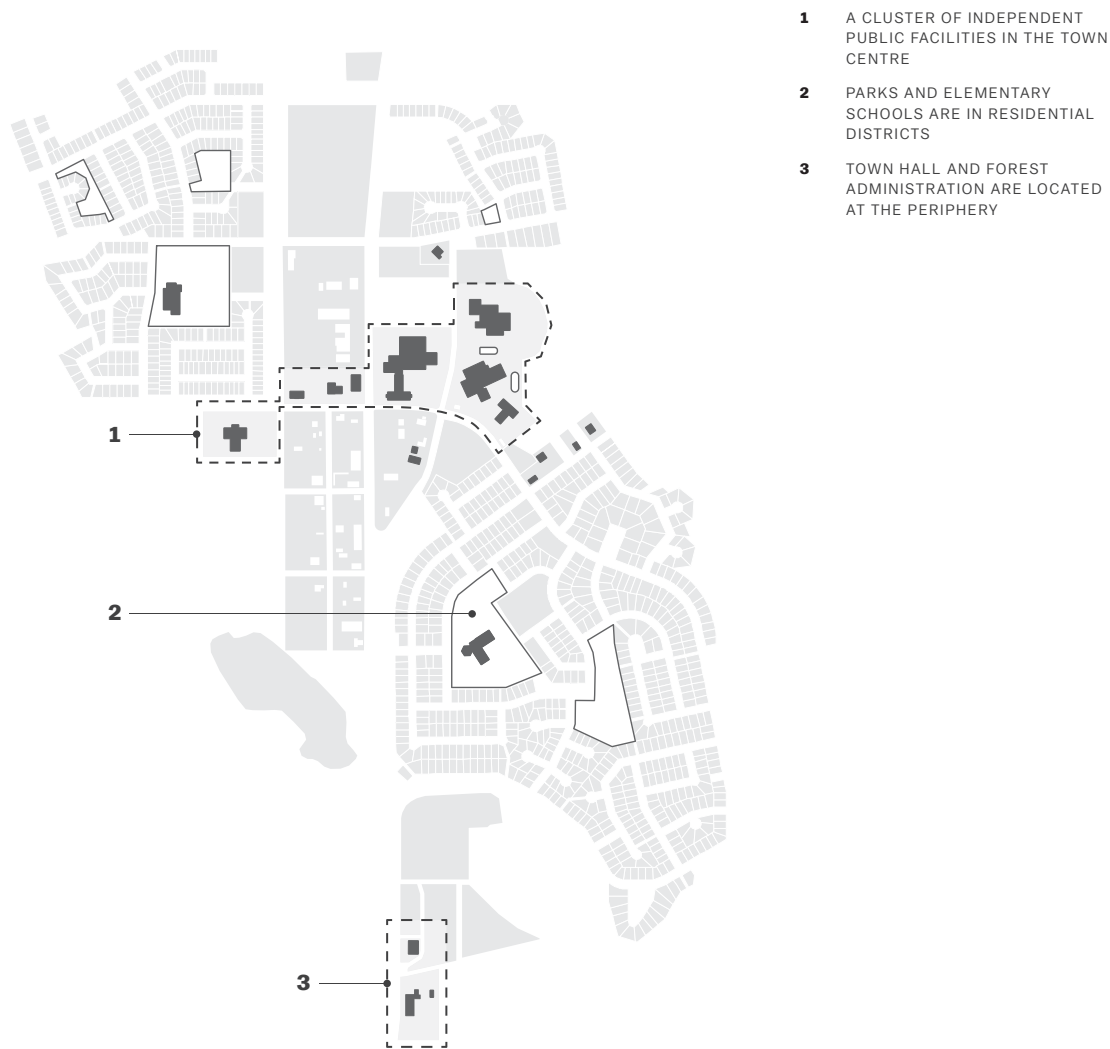 1 A CLUSTER OF INDEPENDENT
PUBLIC FACILITIES IN THE TOWN
CENTRE
2 PARKS AND ELEMENTARY
SCHOOLS ARE IN RESIDENTIAL
DISTRICTS
3 TOWN HALL AND FOREST
ADMINISTRATION ARE LOCATED
AT THE PERIPHERY
1
2
3